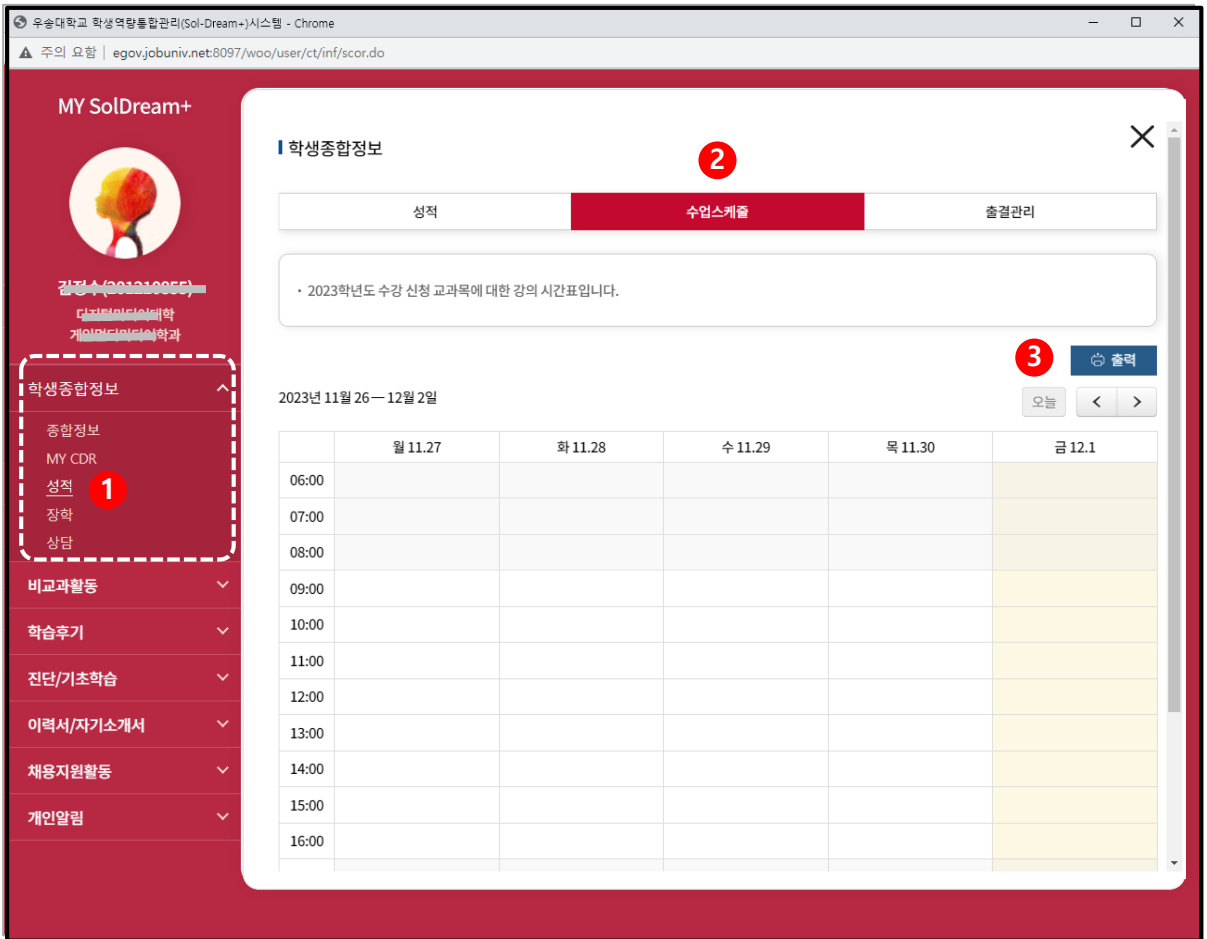 우송대학교 학생역량통합관리(Sol-Dream+)시스템 - Chrome
주의 요함 | egov.jobuniv.net:8097/woo/user/ct/inf/scor.do
MY SolDream+
학과
학생종합정보
종합정보
MY CDR
성적
1
장학
상담
비교과활동
학습후기
진단/기초학습
이력서/자기소개서
채용지원활동
개인알림
학생종합정보
2
성적 수업스케줄 출결관리
· 2023학년도 수강 신청 교과목에 대한 강의 시간표입니다.
3 출력
2023년 11월 26 — 12월 2일 오늘 < >
월 11.27 화 11.28 수 11.29 목 11.30 금 12.1
06:00
07:00
08:00
09:00
10:00
11:00
12:00
13:00
14:00
15:00
16:00